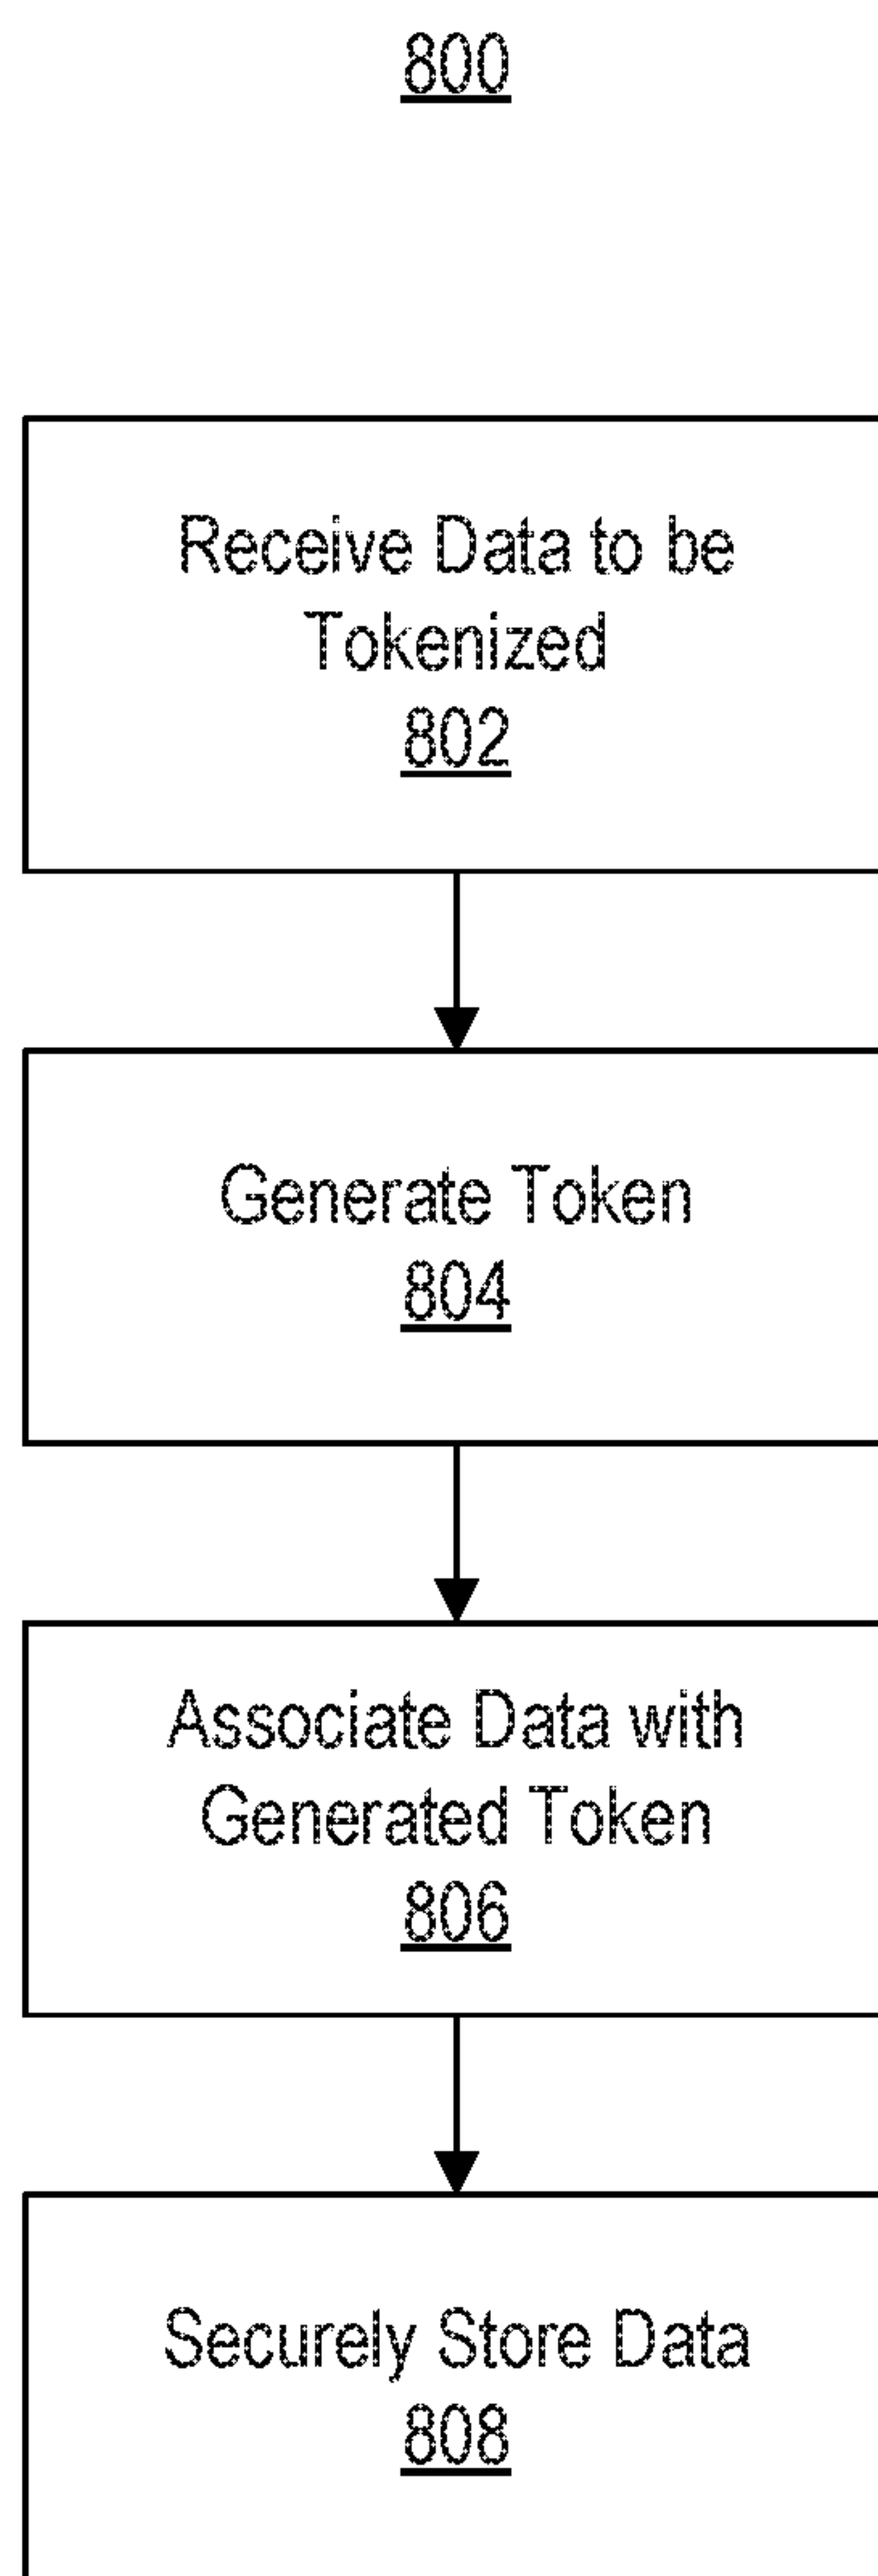 800
Receive Data to be
Tokenized
802
Generate Token
804
Associate Data with
Generated Token
806
Securely Store Data
808